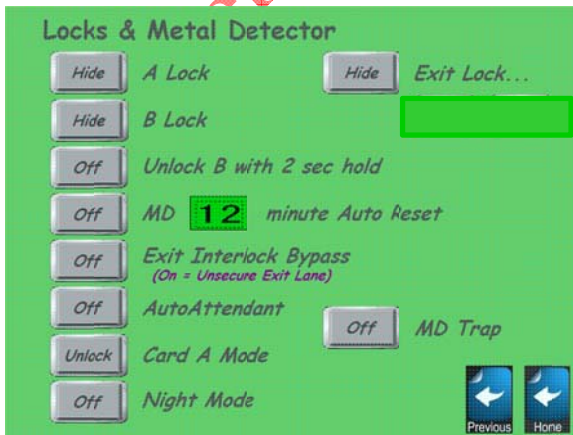 Locks & Metal Detector
Hide A Lock Hide Exit Lock...
Hide B Lock
Off Unlock B with 2 sec hold
Off MD 12 minute Auto Reset
Off Exit Interlock Bypass
(On = Unsecure Exit Lane)
Off AutoAttendant
Off MD Trap
Unlock Card A Mode
Off Night Mode
Previous Home